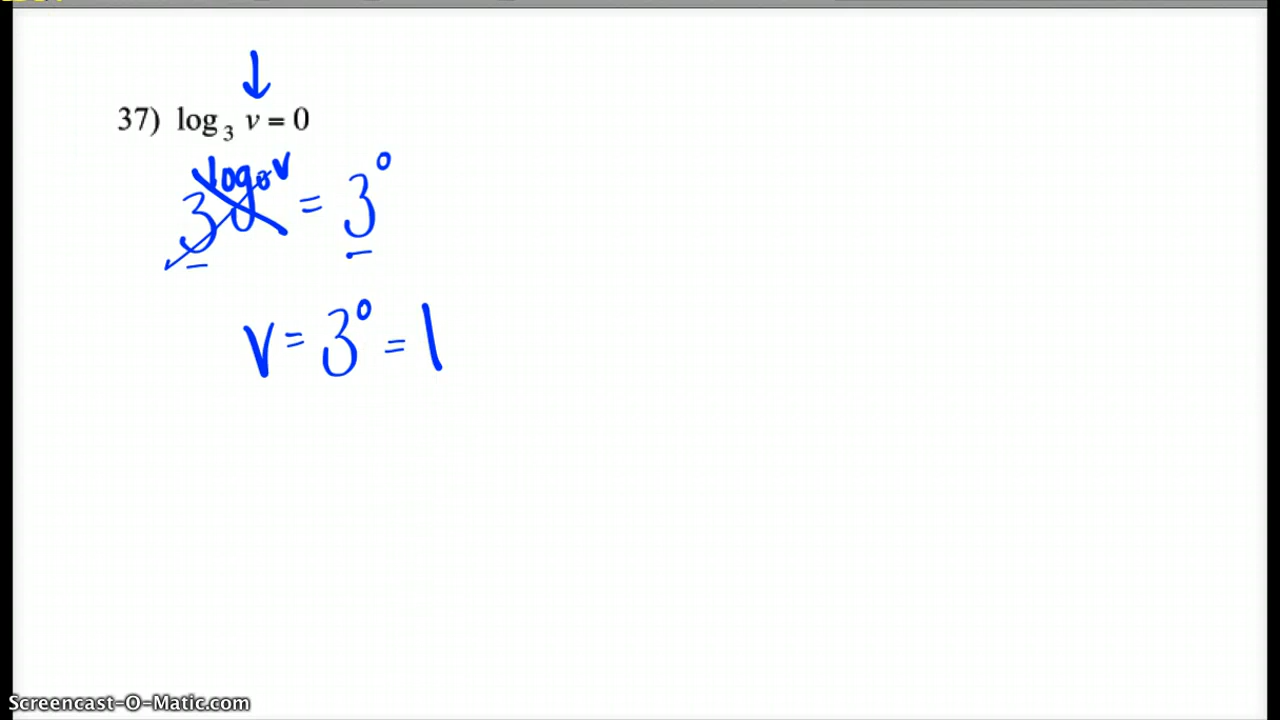 37) log₃ v = 0
3^log₃ v = 3⁰
v = 3⁰ = 1
Screencast-O-Matic.com